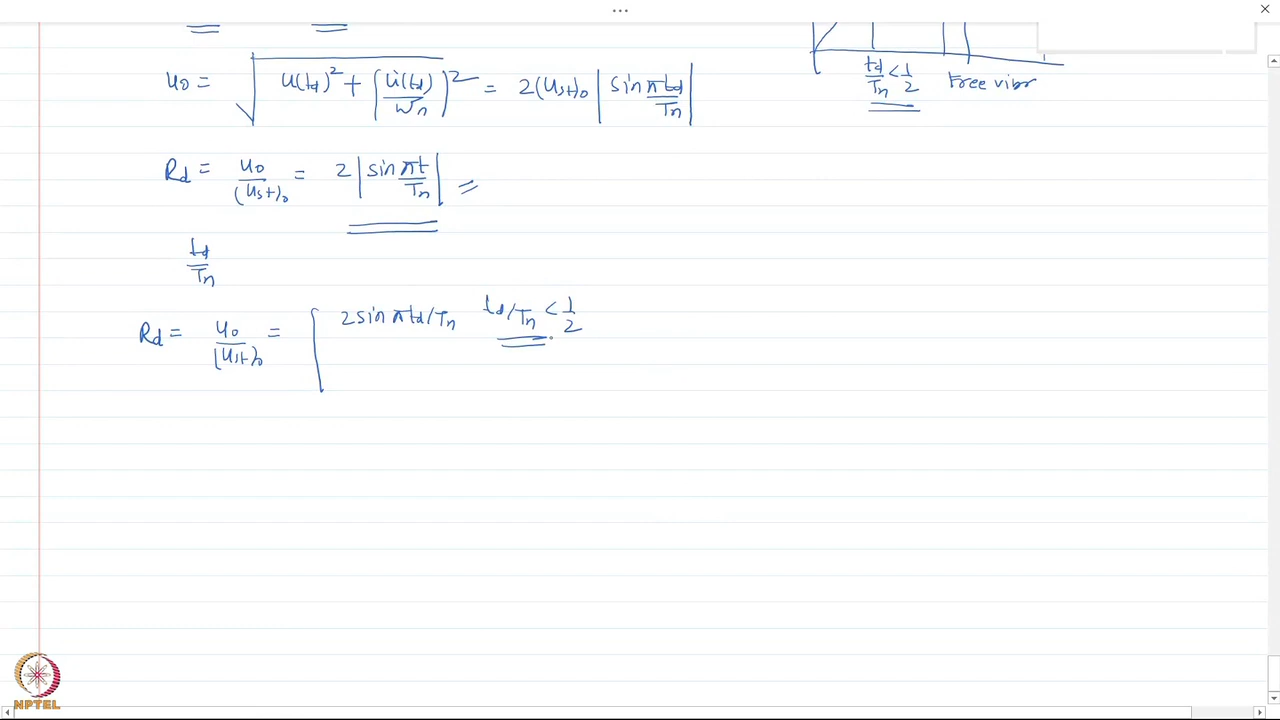 u₀ = √(u(td)² + [u̇(td)/ωn]²) = 2(ust)₀ |sin πtd/Tn|
td/Tn < 1/2 Free vibr
Rd = u₀/(ust)₀ = 2|sin πt/Tn| =
td/Tn
Rd = u₀/(ust)₀ = { 2sin πtd/Tn td/Tn < 1/2
NPTEL